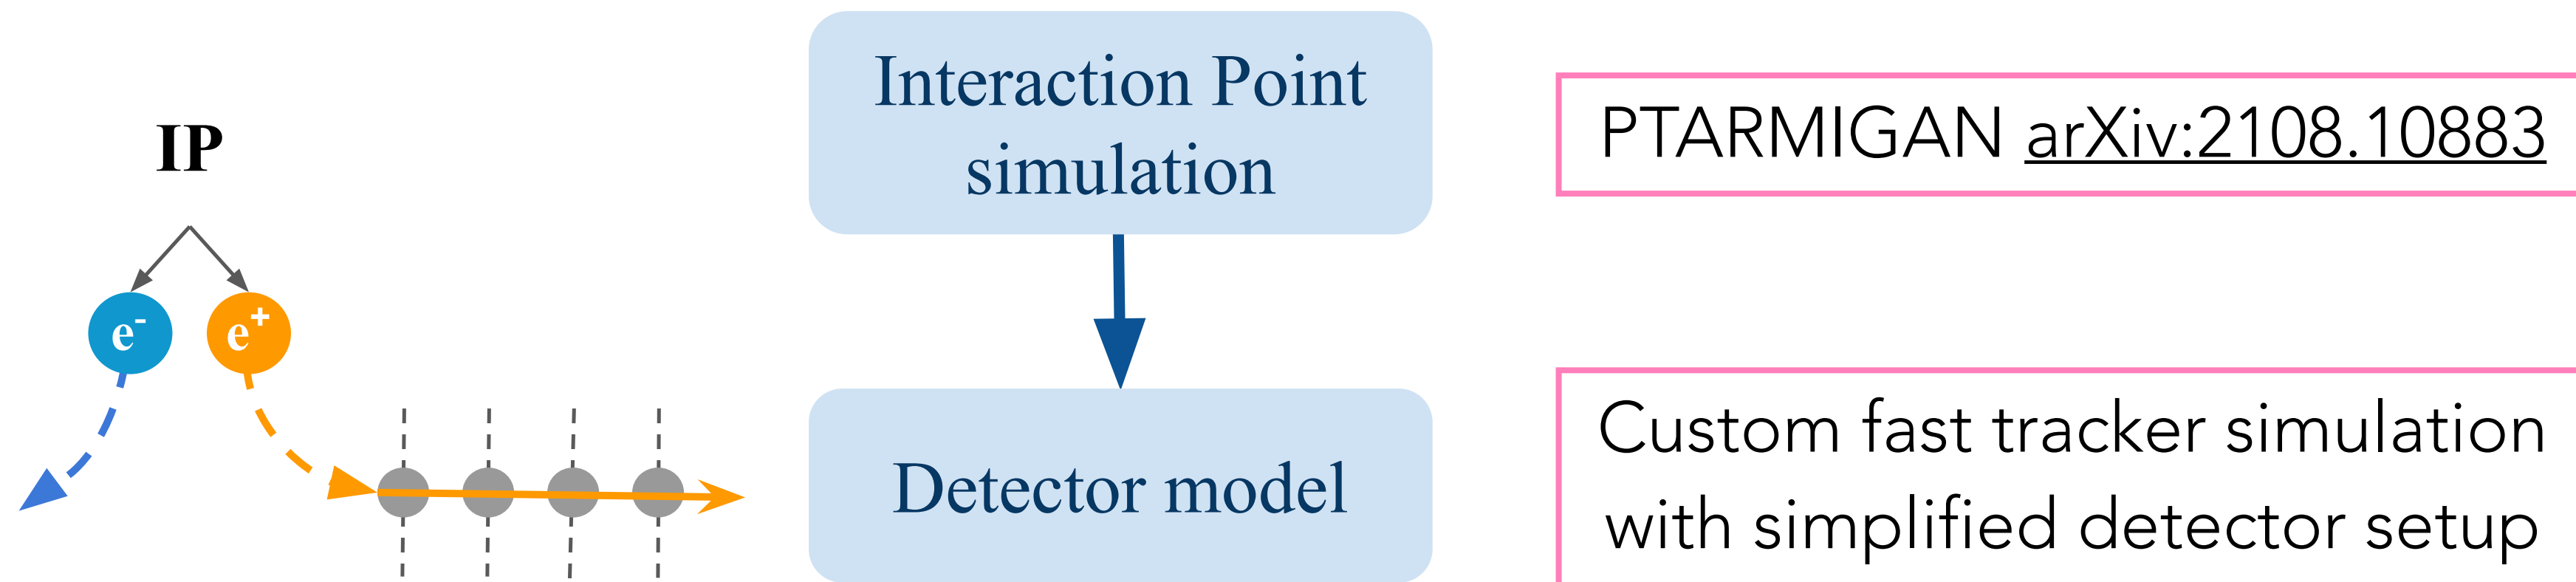 IP
e-
e+
Interaction Point
simulation
Detector model
PTARMIGAN arXiv:2108.10883
Custom fast tracker simulation
with simplified detector setup